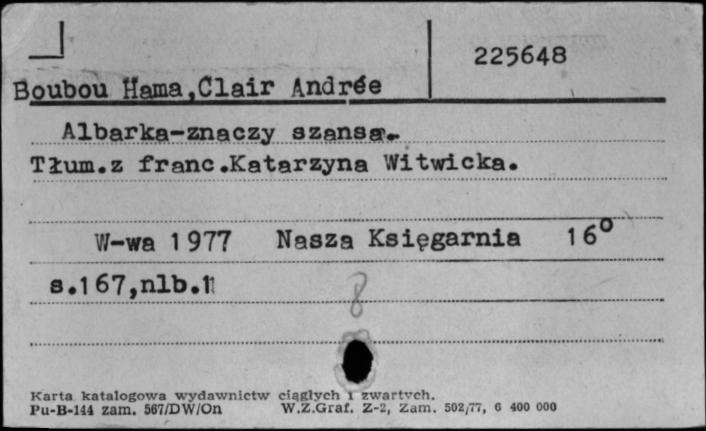 225648
Boubou Hama,Clair Andrée
Albarka-znaczy szansa.
Tłum.z franc.Katarzyna Witwicka.
W-wa 1977 Nasza Księgarnia 16⁰
s.167,nlb.1
8
Karta katalogowa wydawnictw ciągłych i zwartych.
Pu-B-144 zam. 567/DW/On W.Z.Graf. Z-2, Zam. 502/77, 6 400 000